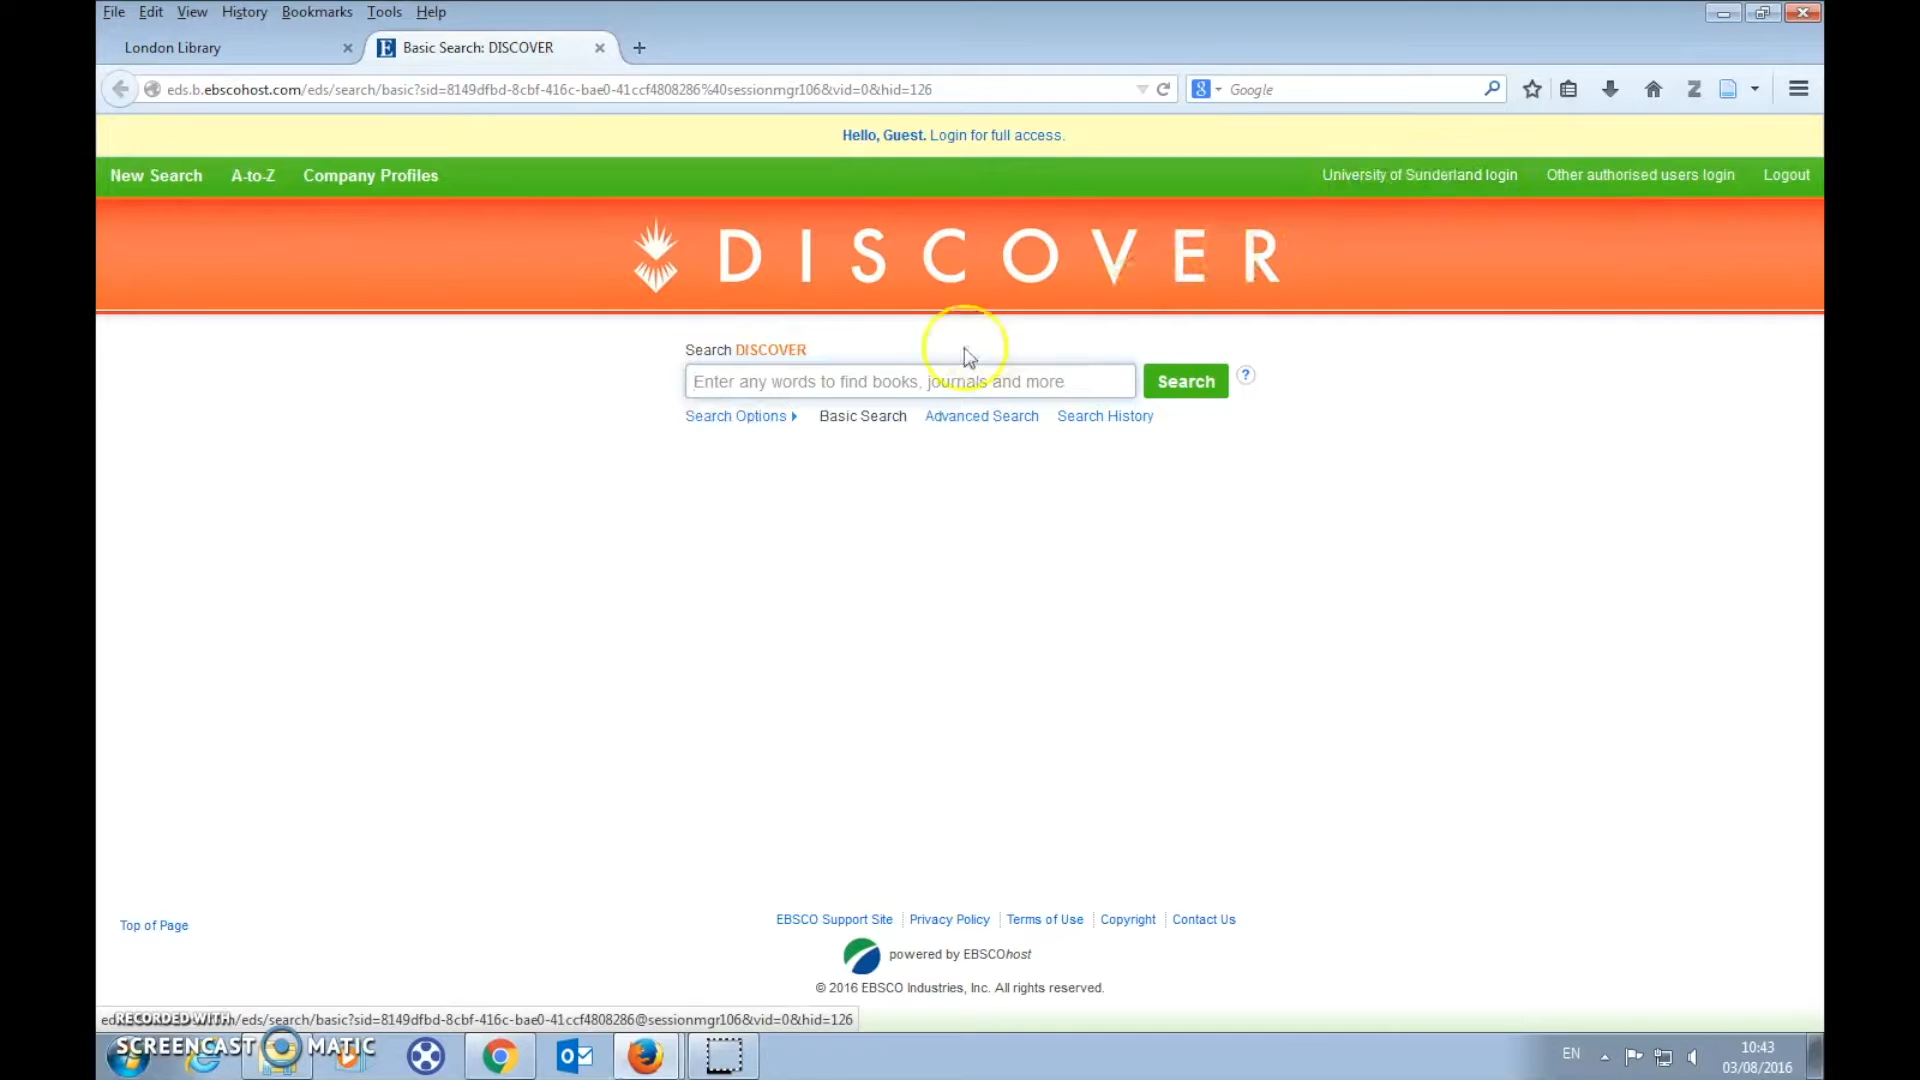 File Edit View History Bookmarks Tools Help
London Library
Basic Search: DISCOVER
eds.b.ebscohost.com/eds/search/basic?sid=8149dfbd-8cbf-416c-bae0-41ccf4808286%40sessionmgr106&vid=0&hid=126
Google
Hello, Guest. Login for full access.
New Search A-to-Z Company Profiles University of Sunderland login Other authorised users login Logout
DISCOVER
Search DISCOVER
Enter any words to find books, journals and more Search ?
Search Options Basic Search Advanced Search Search History
Top of Page
EBSCO Support Site Privacy Policy Terms of Use Copyright Contact Us
powered by EBSCOhost
© 2016 EBSCO Industries, Inc. All rights reserved.
/eds/search/basic?sid=8149dfbd-8cbf-416c-bae0-41ccf4808286@sessionmgr106&vid=0&hid=126
RECORDED WITH
SCREENCAST MATIC
EN
10:43
03/08/2016